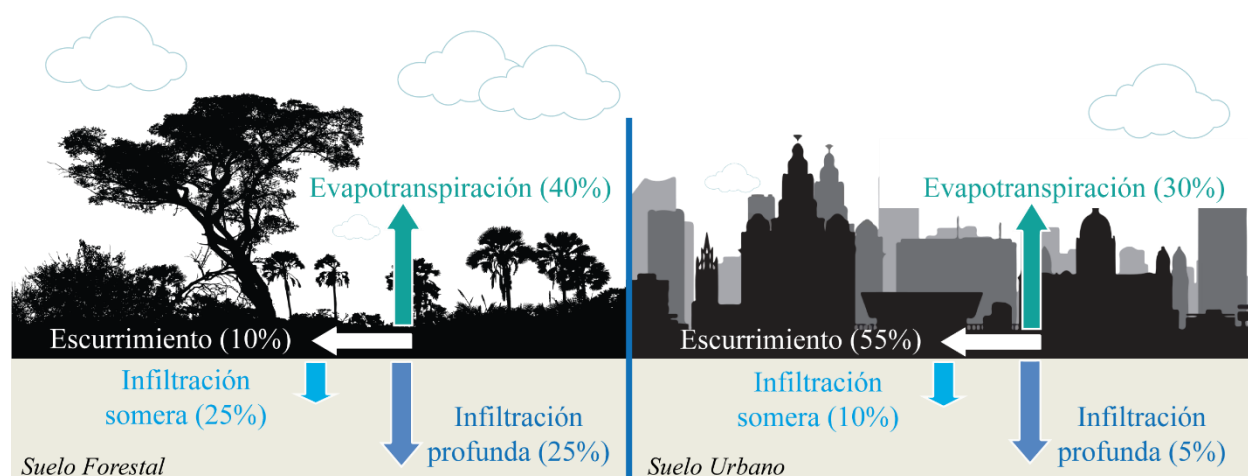 Evapotranspiración (40%)
Escurrimiento (10%)
Infiltración
somera (25%)
Infiltración
profunda (25%)
Suelo Forestal
Evapotranspiración (30%)
Escurrimiento (55%)
Infiltración
somera (10%)
Infiltración
profunda (5%)
Suelo Urbano